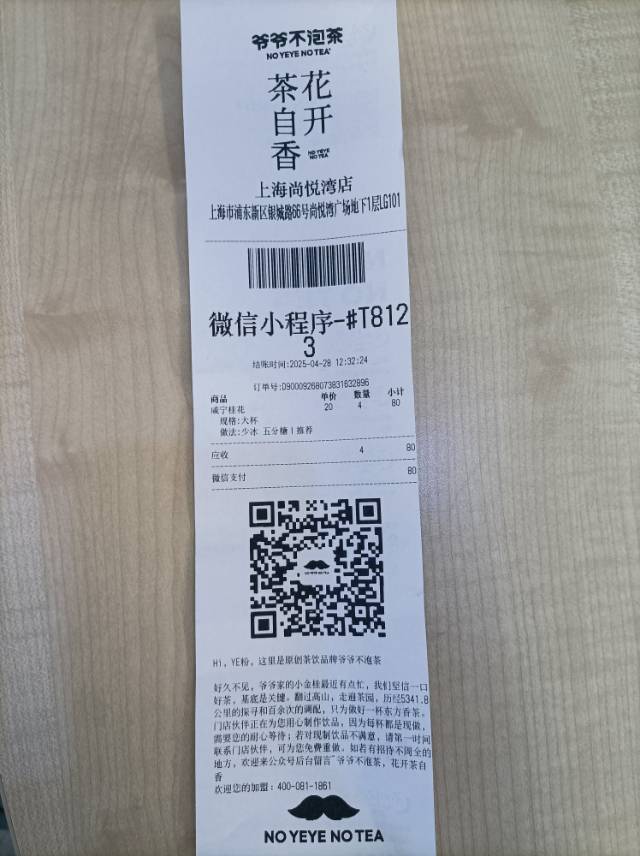 爷爷不泡茶
NO YEYE NO TEA
花开
茶自香
NO YEYE
NO TEA
上海尚悦湾店
上海市浦东新区银城路66号尚悦湾广场地下1层LG101
微信小程序-#T812
3
结账时间:2025-04-28 12:32:24
订单号:D90009268073831632896
商品 单价 数量 小计
咸宁桂花 20 4 80
规格:大杯
做法:少冰 五分糖|推荐
应收 4 80
微信支付 80
NO YEYE NO TEA
Hi, YE粉, 这里是原创茶饮品牌爷爷不泡茶
好久不见, 爷爷家的小金桂最近有点忙, 我们坚信一口
好茶, 基底是关键。翻过高山, 走遍茶园, 历经5341.8
公里的探寻和百余次的调配, 只为做好一杯东方香茶。
门店伙伴正在为您用心制作饮品, 因为每杯都是现做,
需要您的耐心等待; 若对现制饮品不满意, 请第一时间
联系门店伙伴, 可为您免费重做。如若有招待不周全的
地方, 欢迎来公众号后台留言"爷爷不泡茶, 花开茶自
香
欢迎您的加盟: 400-081-1861
NO YEYE NO TEA